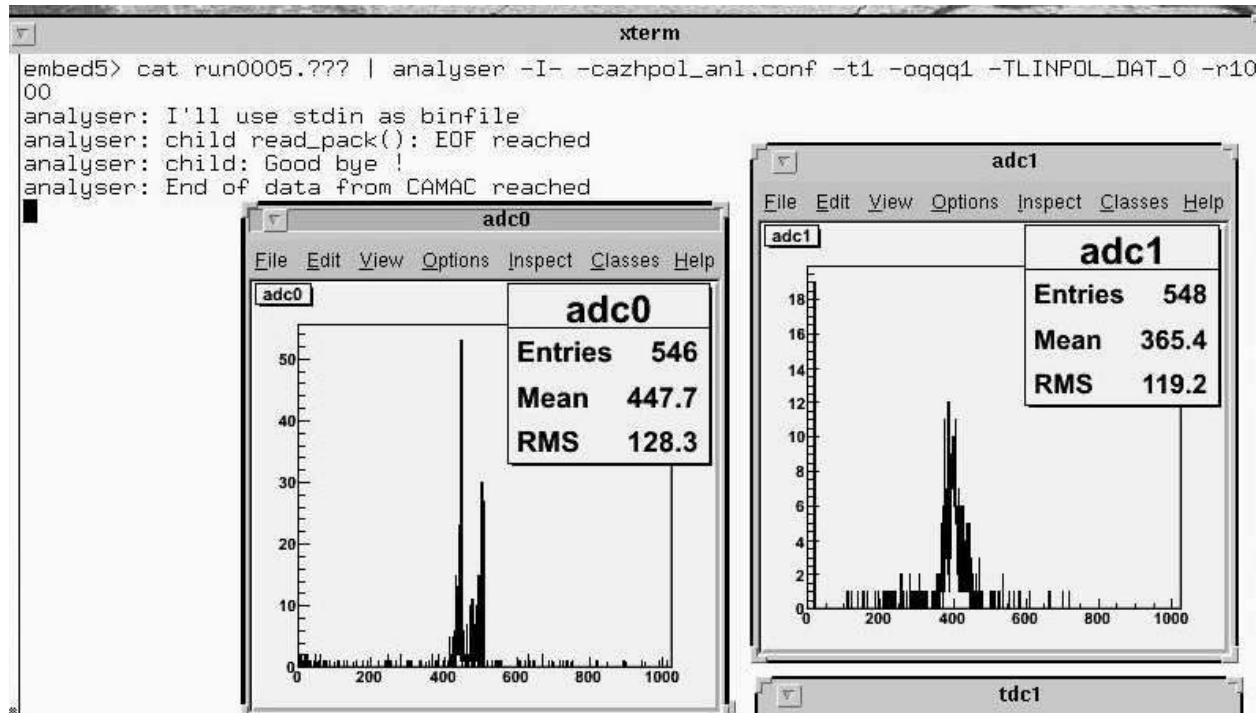 xterm
embed5> cat run0005.??? | analyser -I- -cazhpol_anl.conf -t1 -oqqq1 -TLINPOL_DAT_0 -r10
00
analyser: I'll use stdin as binfile
analyser: child read_pack(): EOF reached
analyser: child: Good bye !
analyser: End of data from CAMAC reached
adc0
File Edit View Options Inspect Classes Help
adc0
adc0
Entries 546
Mean 447.7
RMS 128.3
50
40
30
20
10
0
200 400 600 800 1000
adc1
File Edit View Options Inspect Classes Help
adc1
adc1
Entries 548
Mean 365.4
RMS 119.2
18
16
14
12
10
8
6
4
2
0
0 200 400 600 800 1000
tdc1